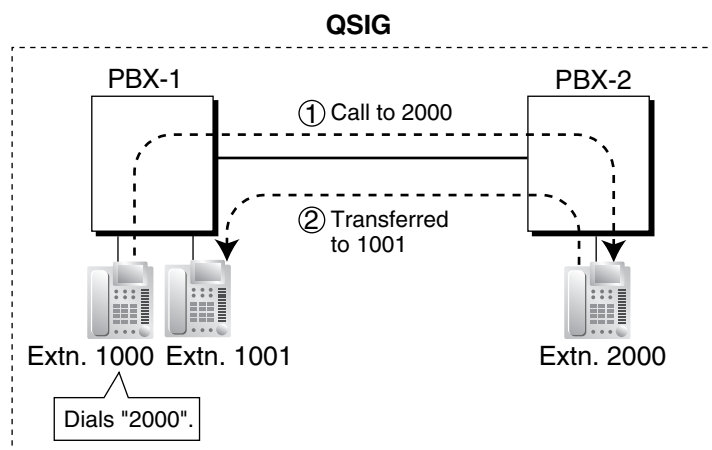 QSIG
PBX-1
PBX-2
① Call to 2000
② Transferred
to 1001
Extn. 1000
Extn. 1001
Extn. 2000
Dials "2000".